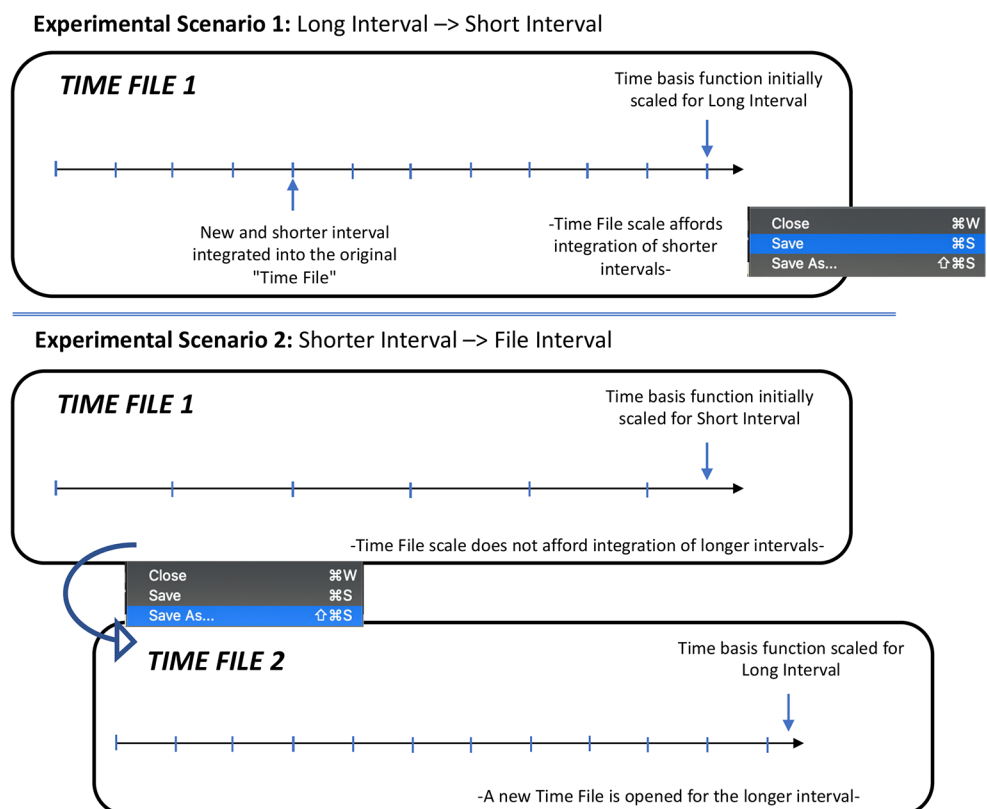 Experimental Scenario 1: Long Interval –> Short Interval
TIME FILE 1
Time basis function initially
scaled for Long Interval
New and shorter interval
integrated into the original
"Time File"
-Time File scale affords
integration of shorter
intervals-
Close ⌘W
Save ⌘S
Save As... ⇧⌘S
Experimental Scenario 2: Shorter Interval –> File Interval
TIME FILE 1
Time basis function initially
scaled for Short Interval
-Time File scale does not afford integration of longer intervals-
Close ⌘W
Save ⌘S
Save As... ⇧⌘S
TIME FILE 2
Time basis function scaled for
Long Interval
-A new Time File is opened for the longer interval-